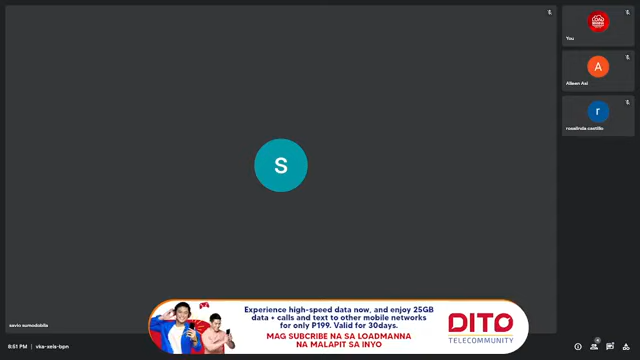 S
You
A
Aileen Asi
r
rosalinda castillo
savio sumodobila
8:51 PM | vka-xels-bpn
Experience high-speed data now, and enjoy 25GB
data + calls and text to other mobile networks
for only P199. Valid for 30days.
MAG SUBCRIBE NA SA LOADMANNA
NA MALAPIT SA INYO
DITO
TELECOMMUNITY